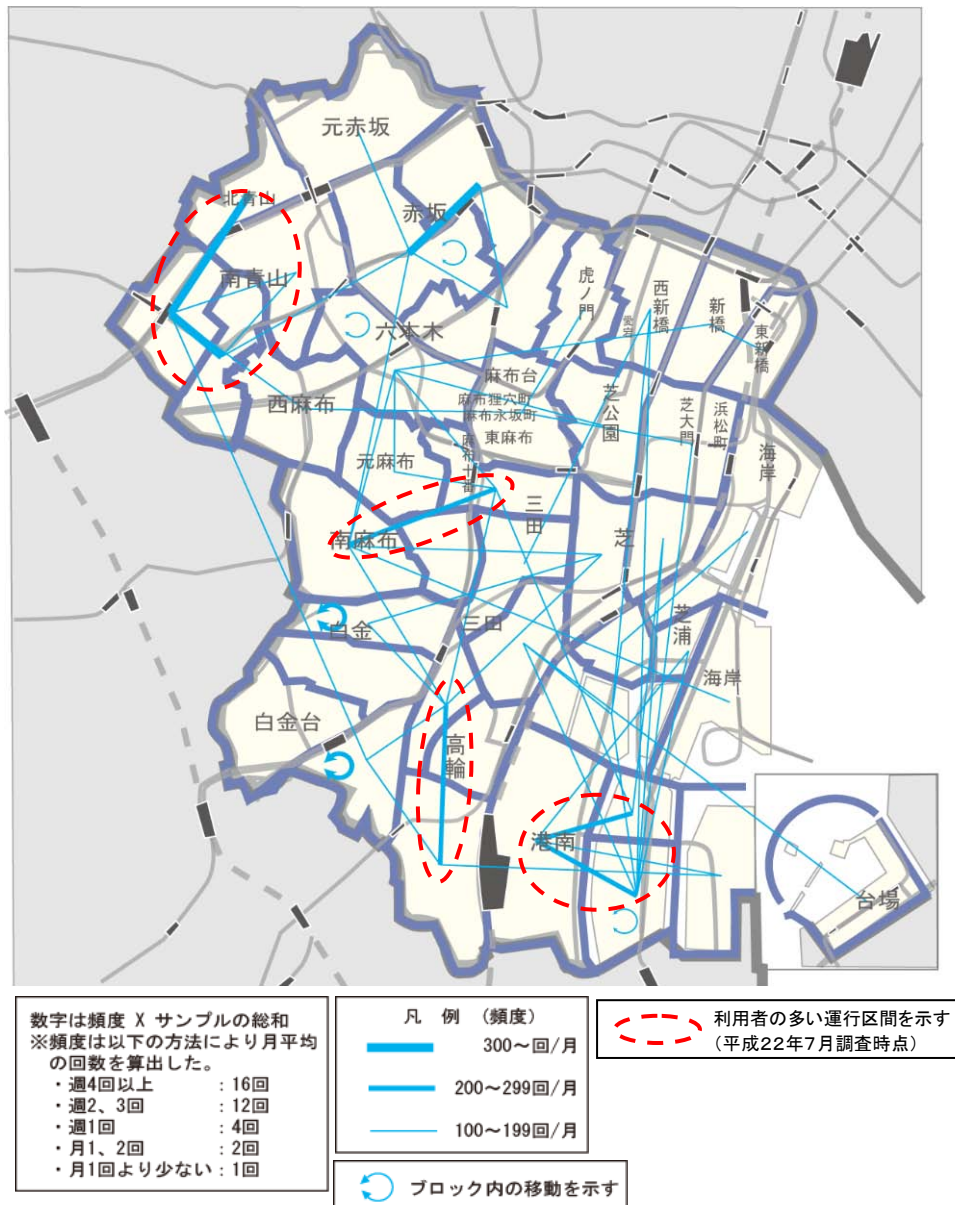 元赤坂
北青山
赤坂
南青山
虎ノ門
西新橋
新橋
愛宕
東新橋
六本木
麻布台
麻布狸穴町
麻布永坂町
東麻布
芝公園
芝大門
浜松町
海岸
西麻布
元麻布
麻布十番
三田
南麻布
芝
白金
三田
芝浦
海岸
白金台
高輪
港南
台場
数字は頻度 X サンプルの総和
※頻度は以下の方法により月平均
の回数を算出した。
・週4回以上 : 16回
・週2、3回 : 12回
・週1回 : 4回
・月1、2回 : 2回
・月1回より少ない : 1回
凡 例 (頻度)
300～回/月
200～299回/月
100～199回/月
ブロック内の移動を示す
利用者の多い運行区間を示す
(平成22年7月調査時点)